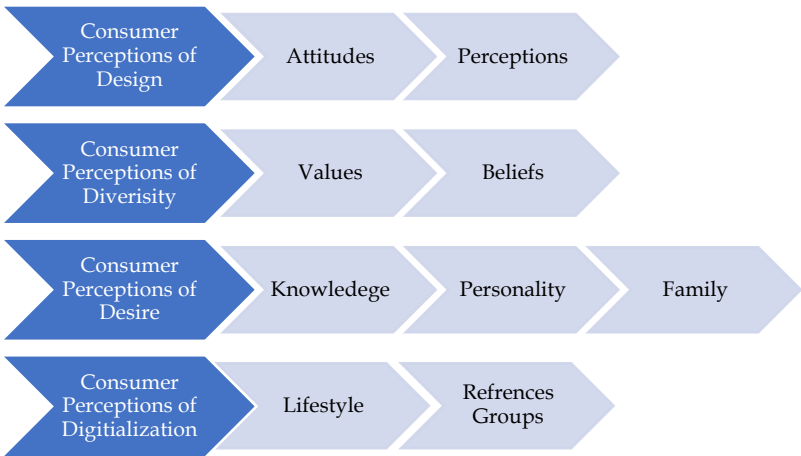 Consumer
Perceptions of
Design
Attitudes
Perceptions
Consumer
Perceptions of
Diverisity
Values
Beliefs
Consumer
Perceptions of
Desire
Knowledege
Personality
Family
Consumer
Perceptions of
Digitialization
Lifestyle
Refrences
Groups